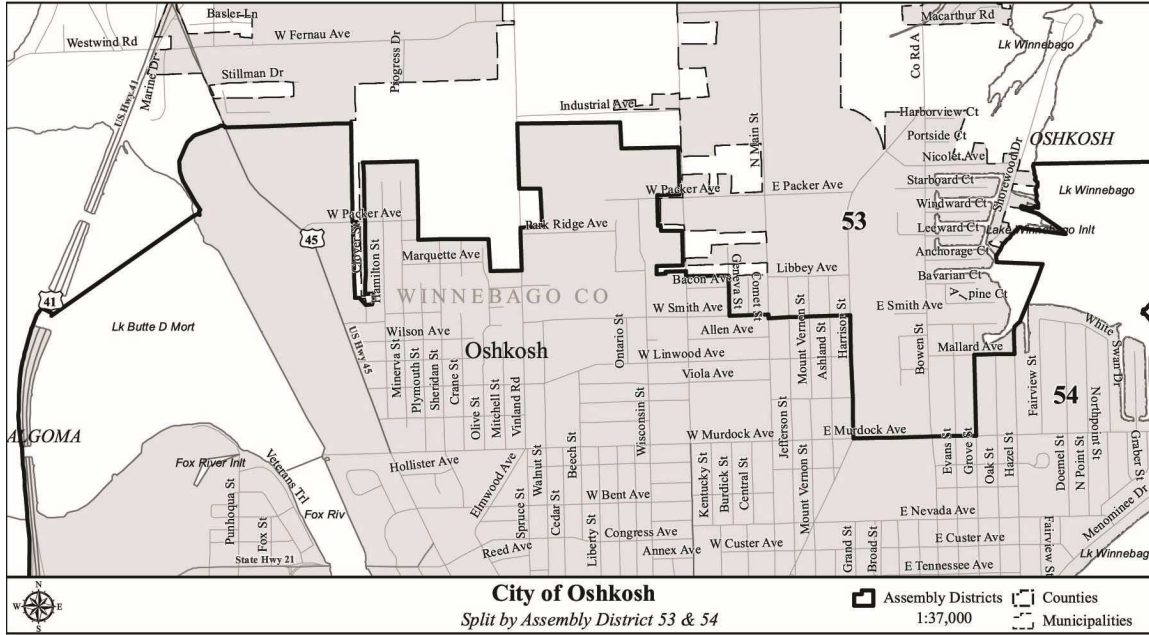 Basler Ln
Macarthur Rd
Westwind Rd
W Fernau Ave
Lk Winnebago
Co Rd A
Progress Dr
Marine Dr
Stillman Dr
US Hwy 41
Industrial Ave
Harborview Ct
N Main St
Portside Ct
OSHKOSH
Nicolet Ave
Shorewood Dr
Starboard Ct
W Packer Ave
E Packer Ave
Lk Winnebago
Windward Ct
W Packer Ave
53
Park Ridge Ave
Leeward Ct
Lake Winnebago Inlt
45
Hamilton St
Marquette Ave
Anchorage Ct
Geneva St
Comet St
Libbey Ave
Bavarian Ct
Bacon Ave
WINNEBAGO CO
Alpine Ct
41
W Smith Ave
E Smith Ave
Lk Butte D Mort
White Swan Dr
Wilson Ave
Allen Ave
US Hwy 45
Oshkosh
Ontario St
W Linwood Ave
Mount Vernon St
Ashland St
Harrison St
Bowen St
Mallard Ave
Minerva St
Plymouth St
Sheridan St
Crane St
Viola Ave
Fairview St
54
Olive St
Mitchell St
Vinland Rd
Wisconsin St
Jefferson St
Northpoint St
ALGOMA
W Murdock Ave
E Murdock Ave
Graber St
Fox River Inlt
Veterans Trl
Hollister Ave
Elmwood Ave
Walnut St
Beech St
Kentucky St
Burdick St
Central St
Mount Vernon St
Evans St
Grove St
Oak St
Hazel St
Doemel St
N Point St
Menominee Dr
Punhoqua St
Fox St
Fox Riv
Spruce St
Cedar St
Liberty St
W Bent Ave
E Nevada Ave
Congress Ave
Grand St
Broad St
Fairview St
State Hwy 21
Reed Ave
Annex Ave
W Custer Ave
E Custer Ave
E Tennessee Ave
Lk Winnebag
N
W
E
S
City of Oshkosh
Split by Assembly District 53 & 54
Assembly Districts
1:37,000
Counties
Municipalities